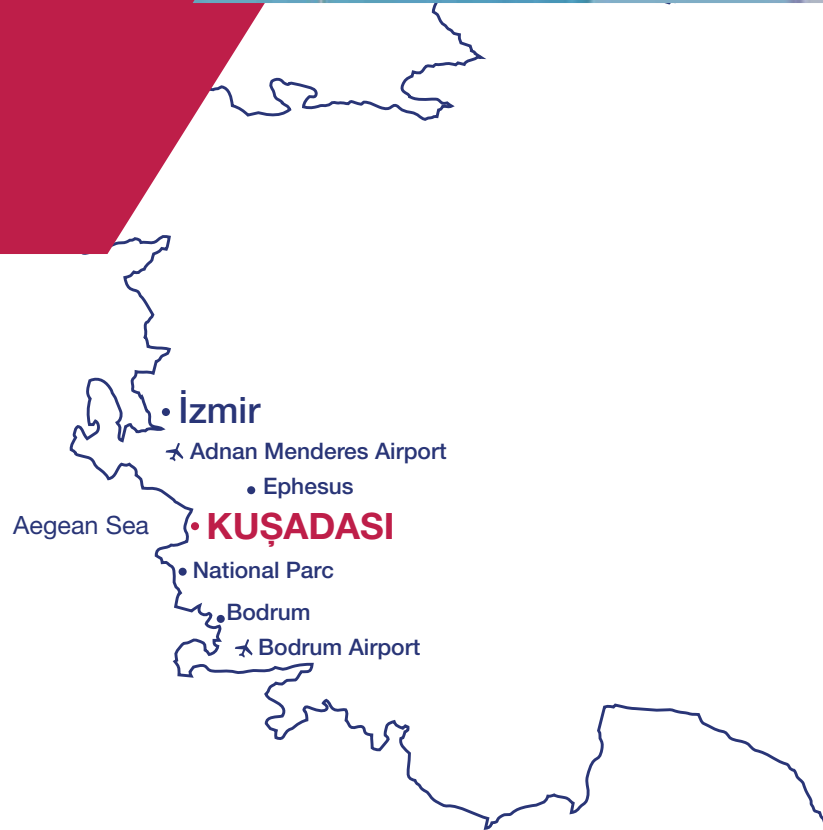 İzmir
Adnan Menderes Airport
Ephesus
Aegean Sea
KUŞADASI
National Parc
Bodrum
Bodrum Airport